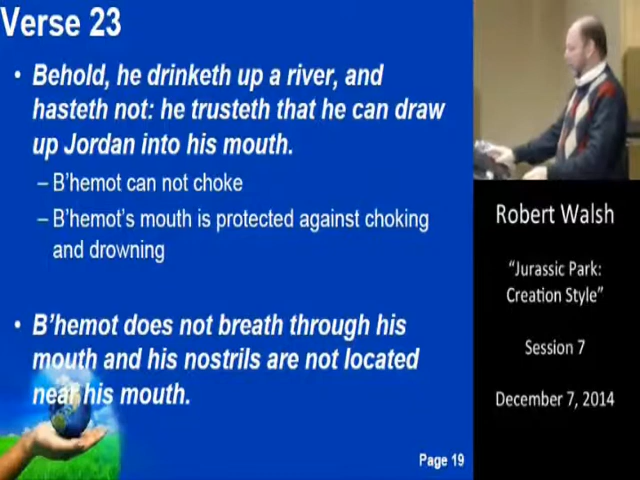 Verse 23
• Behold, he drinketh up a river, and
hasteth not: he trusteth that he can draw
up Jordan into his mouth.
– B'hemot can not choke
– B'hemot's mouth is protected against choking
and drowning
• B'hemot does not breath through his
mouth and his nostrils are not located
near his mouth.
Page 19
Robert Walsh
“Jurassic Park:
Creation Style”
Session 7
December 7, 2014